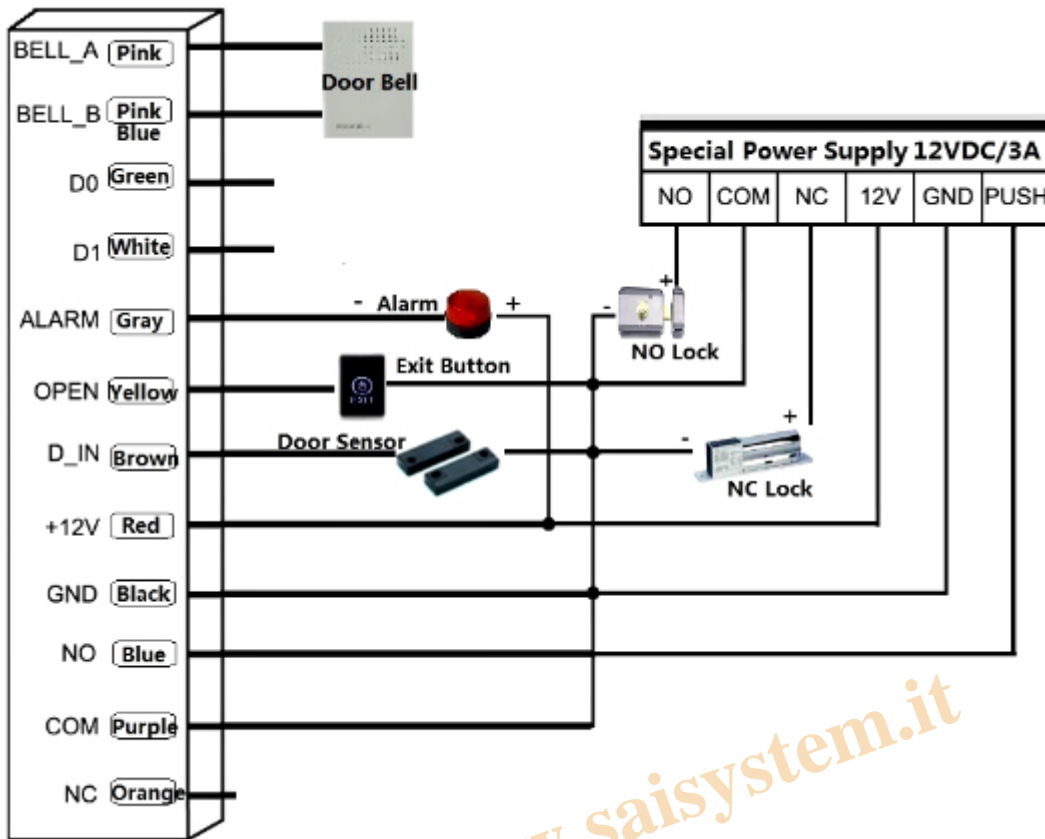 BELL_A Pink
Door Bell
BELL_B Pink
Blue
Special Power Supply 12VDC/3A
D0 Green
NO COM NC 12V GND PUSH
D1 White
- Alarm +
ALARM Gray
- +
NO Lock
Exit Button
OPEN Yellow
EXIT
Door Sensor
D_IN Brown
- +
NC Lock
+12V Red
GND Black
NO Blue
COM Purple
NC Orange
saisystem.it